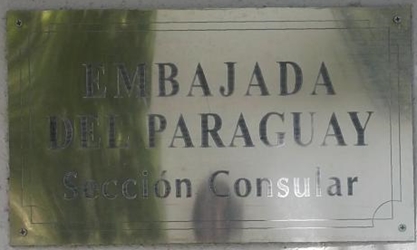 EMBAJADA
DEL PARAGUAY
Sección Consular